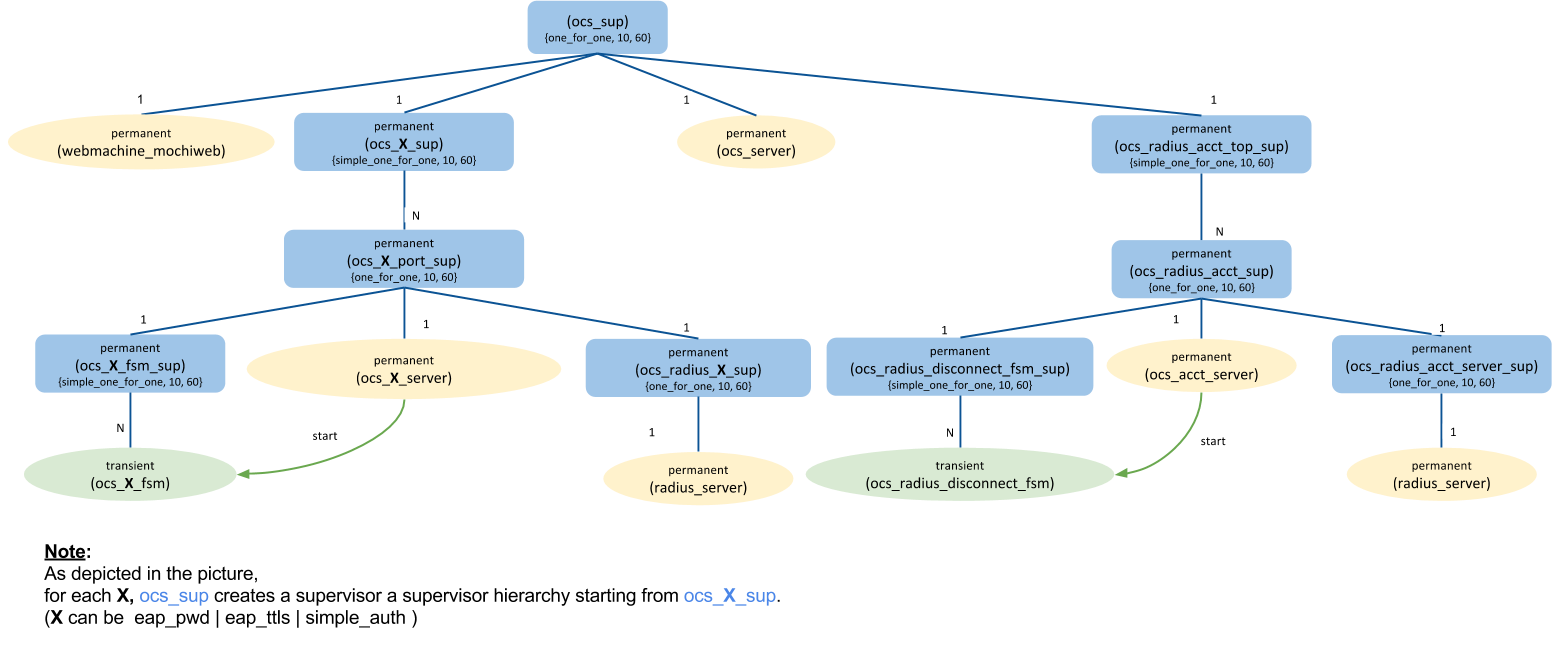 (ocs_sup)
{one_for_one, 10, 60}
1
1
1
1
permanent
(webmachine_mochiweb)
permanent
(ocs_X_sup)
{simple_one_for_one, 10, 60}
permanent
(ocs_server)
permanent
(ocs_radius_acct_top_sup)
{simple_one_for_one, 10, 60}
N
N
permanent
(ocs_X_port_sup)
{one_for_one, 10, 60}
permanent
(ocs_radius_acct_sup)
{one_for_one, 10, 60}
1
1
1
1
1
1
permanent
(ocs_X_fsm_sup)
{simple_one_for_one, 10, 60}
permanent
(ocs_X_server)
permanent
(ocs_radius_X_sup)
{one_for_one, 10, 60}
permanent
(ocs_radius_disconnect_fsm_sup)
{simple_one_for_one, 10, 60}
permanent
(ocs_acct_server)
permanent
(ocs_radius_acct_server_sup)
{one_for_one, 10, 60}
N
start
1
N
start
1
transient
(ocs_X_fsm)
permanent
(radius_server)
transient
(ocs_radius_disconnect_fsm)
permanent
(radius_server)
Note:
As depicted in the picture,
for each X, ocs_sup creates a supervisor a supervisor hierarchy starting from ocs_X_sup.
(X can be eap_pwd | eap_ttls | simple_auth )